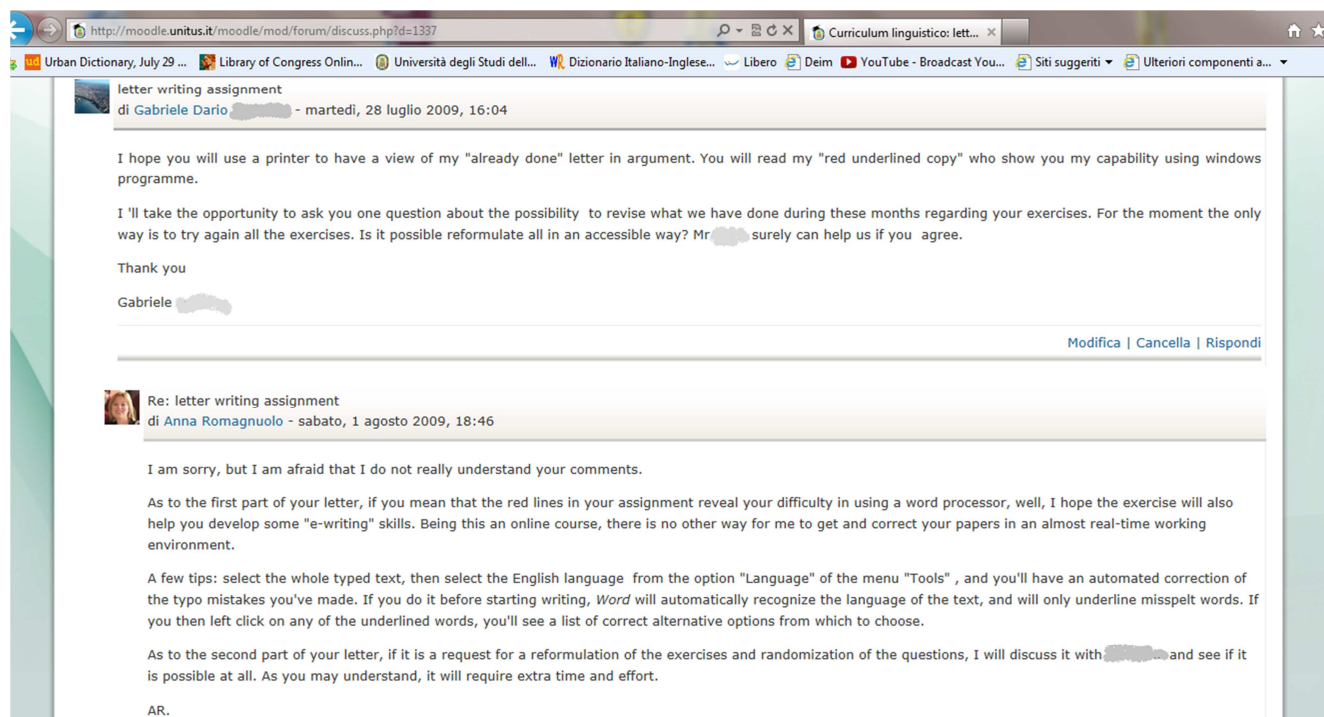 http://moodle.unitus.it/moodle/mod/forum/discuss.php?d=1337
Curriculum linguistico: lett...
ud Urban Dictionary, July 29 ... Library of Congress Onlin... Università degli Studi dell... WR Dizionario Italiano-Inglese... Libero Deim YouTube - Broadcast You... Siti suggeriti Ulteriori componenti a...
letter writing assignment
di Gabriele Dario - martedì, 28 luglio 2009, 16:04
I hope you will use a printer to have a view of my "already done" letter in argument. You will read my "red underlined copy" who show you my capability using windows
programme.
I 'll take the opportunity to ask you one question about the possibility to revise what we have done during these months regarding your exercises. For the moment the only
way is to try again all the exercises. Is it possible reformulate all in an accessible way? Mr surely can help us if you agree.
Thank you
Gabriele
Modifica | Cancella | Rispondi
Re: letter writing assignment
di Anna Romagnuolo - sabato, 1 agosto 2009, 18:46
I am sorry, but I am afraid that I do not really understand your comments.
As to the first part of your letter, if you mean that the red lines in your assignment reveal your difficulty in using a word processor, well, I hope the exercise will also
help you develop some "e-writing" skills. Being this an online course, there is no other way for me to get and correct your papers in an almost real-time working
environment.
A few tips: select the whole typed text, then select the English language from the option "Language" of the menu "Tools" , and you'll have an automated correction of
the typo mistakes you've made. If you do it before starting writing, Word will automatically recognize the language of the text, and will only underline misspelt words. If
you then left click on any of the underlined words, you'll see a list of correct alternative options from which to choose.
As to the second part of your letter, if it is a request for a reformulation of the exercises and randomization of the questions, I will discuss it with and see if it
is possible at all. As you may understand, it will require extra time and effort.
AR.